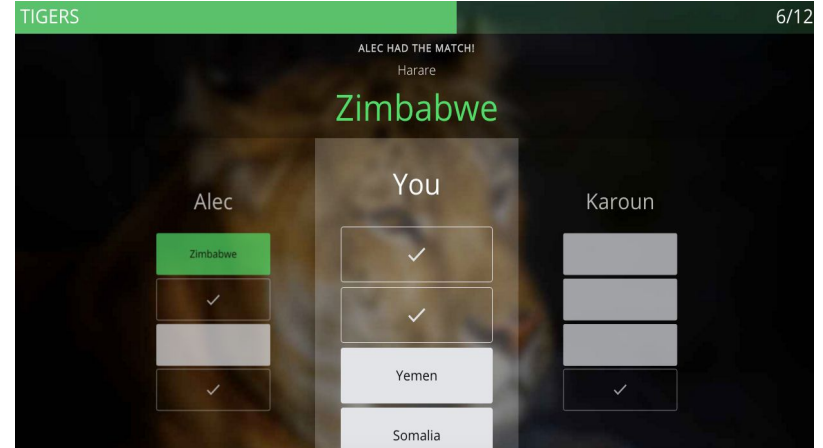 TIGERS 6/12
ALEC HAD THE MATCH!
Harare
Zimbabwe
Alec
You
Karoun
Zimbabwe
Yemen
Somalia